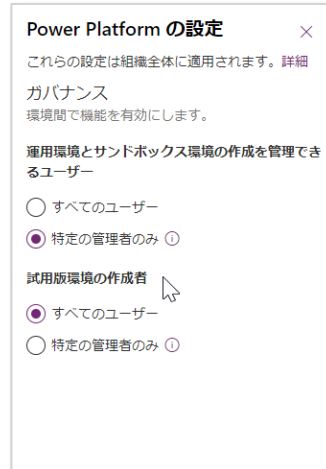 Power Platform の設定
これらの設定は組織全体に適用されます。詳細
ガバナンス
環境間で機能を有効にします。
運用環境とサンドボックス環境の作成を管理でき
るユーザー
すべてのユーザー
特定の管理者のみ
試用版環境の作成者
すべてのユーザー
特定の管理者のみ